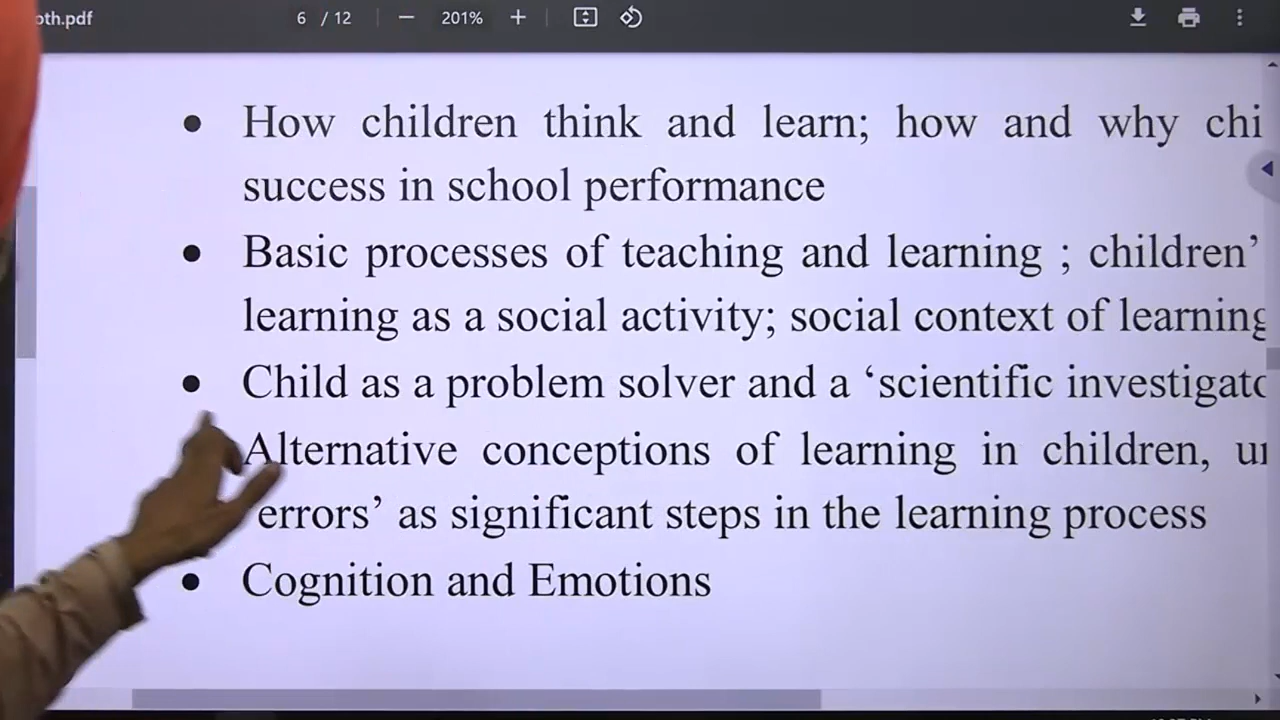 oth.pdf 6 / 12 201%
• How children think and learn; how and why chi
success in school performance
• Basic processes of teaching and learning ; children’
learning as a social activity; social context of learning
• Child as a problem solver and a ‘scientific investigato
Alternative conceptions of learning in children, un
errors’ as significant steps in the learning process
• Cognition and Emotions